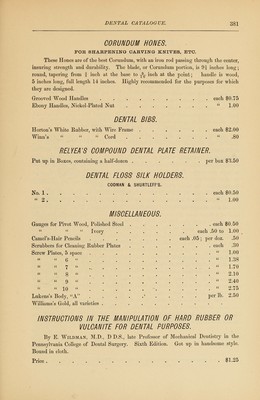 DENTAL CATALOGUE. 381
CORUNDUM HONES.
FOR SHARPENING CARVING KNIVES, ETC.
These Hones are of the best Corundum, with an iron rod passing through the center,
insuring strength and durability. The blade, or Corundum portion, is 9½ inches long;
round, tapering from 1 inch at the base to inch at the point; handle is wood,
5 inches long, full length 14 inches. Highly recommended for the purposes for which
they are designed.
Grooved Wood Handles . . . . . . each $0.75
Ebony Handles, Nickel-Plated Nut . . . . . . " 1.00
DENTAL BIBS.
Horton's White Rubber, with Wire Frame . . . . . . each $2.00
Winn's " " " Cord . . . . . . " .80
RELYEA'S COMPOUND DENTAL PLATE RETAINER.
Put up in Boxes, containing a half-dozen . . . . . . per box $3.50
DENTAL FLOSS SILK HOLDERS.
CODMAN & SHURTLEFF'S.
No. 1 . . . . . . each $0.50
" 2 . . . . . . " 1.00
MISCELLANEOUS.
Gauges for Pivot Wood, Polished Steel . . . . . . each $0.50
" " " Ivory . . . . . . each .50 to 1.00
Camel's-Hair Pencils . . . . . . each .05; per doz. .50
Scrubbers for Cleaning Rubber Plates . . . . . . each .30
Screw Plates, 5 space . . . . . . " 1.00
" 6 " . . . . . . " 1.38
" 7 " . . . . . . " 1.70
" 8 " . . . . . . " 2.10
" 9 " . . . . . . " 2.40
" 10 " . . . . . . " 2.75
Lukens's Body, "A" per lb. 2.50
Williams's Gold, all varieties .
INSTRUCTIONS IN THE MANIPULATION OF HARD RUBBER OR
VULCANITE FOR DENTAL PURPOSES.
By E. WILDMAN, M.D., D D.S., late Professor of Mechanical Dentistry in the
Pennsylvania College of Dental Surgery. Sixth Edition. Got up in handsome style.
Bound in cloth.
Price . . . . . . $1.25